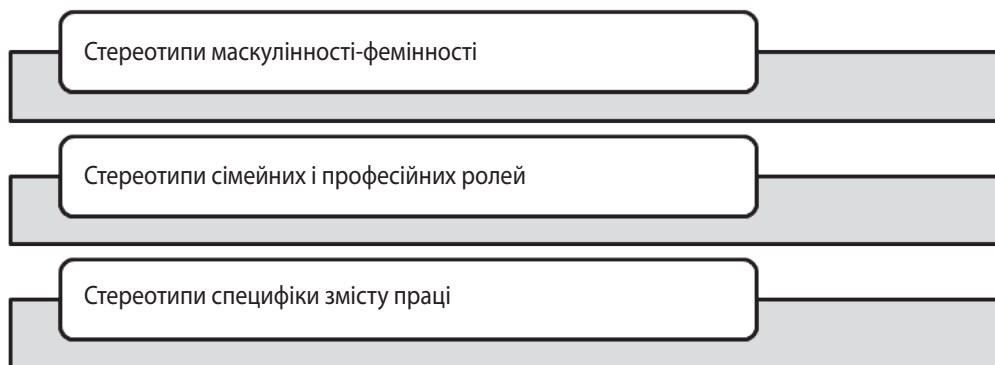 Стереотипи маскулінності-фемінності
Стереотипи сімейних і професійних ролей
Стереотипи специфіки змісту праці